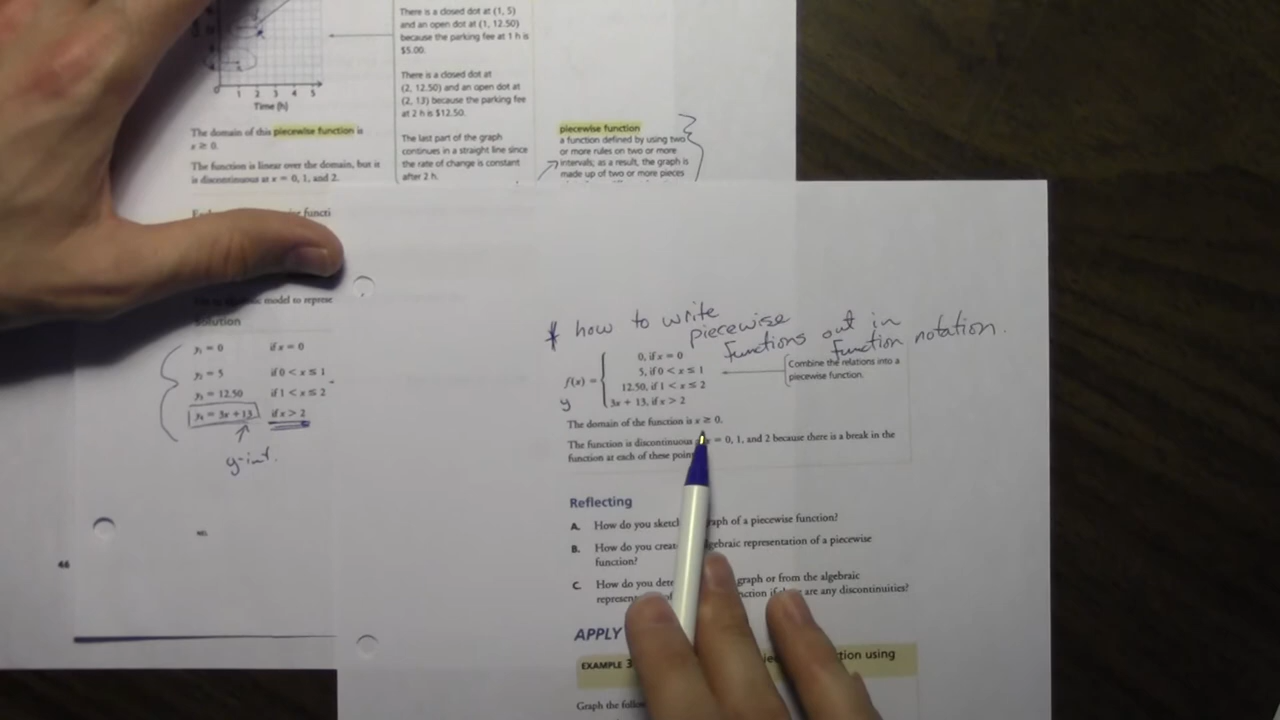 0 1 2 3 4 5
Time (h)
The domain of this piecewise function is
x ≥ 0.
The function is linear over the domain, but it
is discontinuous at x = 0, 1, and 2.
There is a closed dot at (1, 5)
and an open dot at (1, 12.50)
because the parking fee at 1 h is
$5.00.
There is a closed dot at
(2, 12.50) and an open dot at
(2, 13) because the parking fee
at 2 h is $12.50.
The last part of the graph
continues in a straight line since
the rate of change is constant
after 2 h.
piecewise function
a function defined by using two
or more rules on two or more
intervals; as a result, the graph is
made up of two or more pieces
functi
model to represe
Solution
y₁ = 0 if x = 0
y₂ = 5 if 0 < x ≤ 1
y₃ = 12.50 if 1 < x ≤ 2
y₄ = 3x + 13 if x > 2
y-int.
NEL
46
* how to write
piecewise
functions out in
function notation.
0, if x = 0
5, if 0 < x ≤ 1
f(x) = {
12.50, if 1 < x ≤ 2
y
3x + 13, if x > 2
Combine the relations into a
piecewise function.
The domain of the function is x ≥ 0.
The function is discontinuous = 0, 1, and 2 because there is a break in the
function at each of these
Reflecting
A. How do you graph of a piecewise function?
B. How do you algebraic representation of a piecewise
function?
C. How do you graph or from the algebraic
are any discontinuities?
APPLY
EXAMPLE 3 using
Graph the